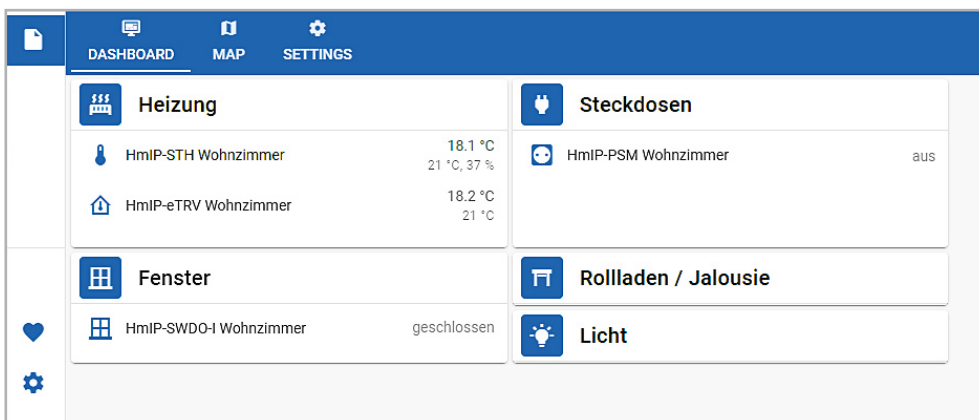 DASHBOARD MAP SETTINGS
Heizung
HmIP-STH Wohnzimmer 18.1 °C
21 °C, 37 %
HmIP-eTRV Wohnzimmer 18.2 °C
21 °C
Steckdosen
HmIP-PSM Wohnzimmer aus
Fenster
HmIP-SWDO-I Wohnzimmer geschlossen
Rollladen / Jalousie
Licht